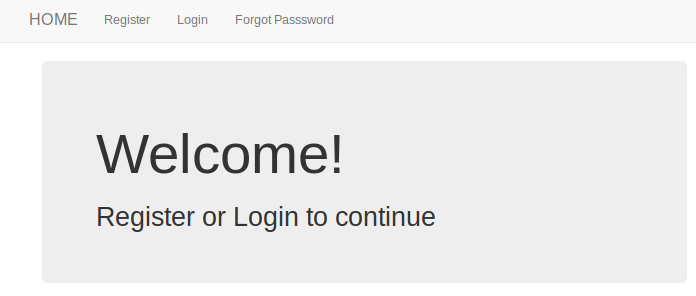 HOME Register Login Forgot Passsword
Welcome!
Register or Login to continue